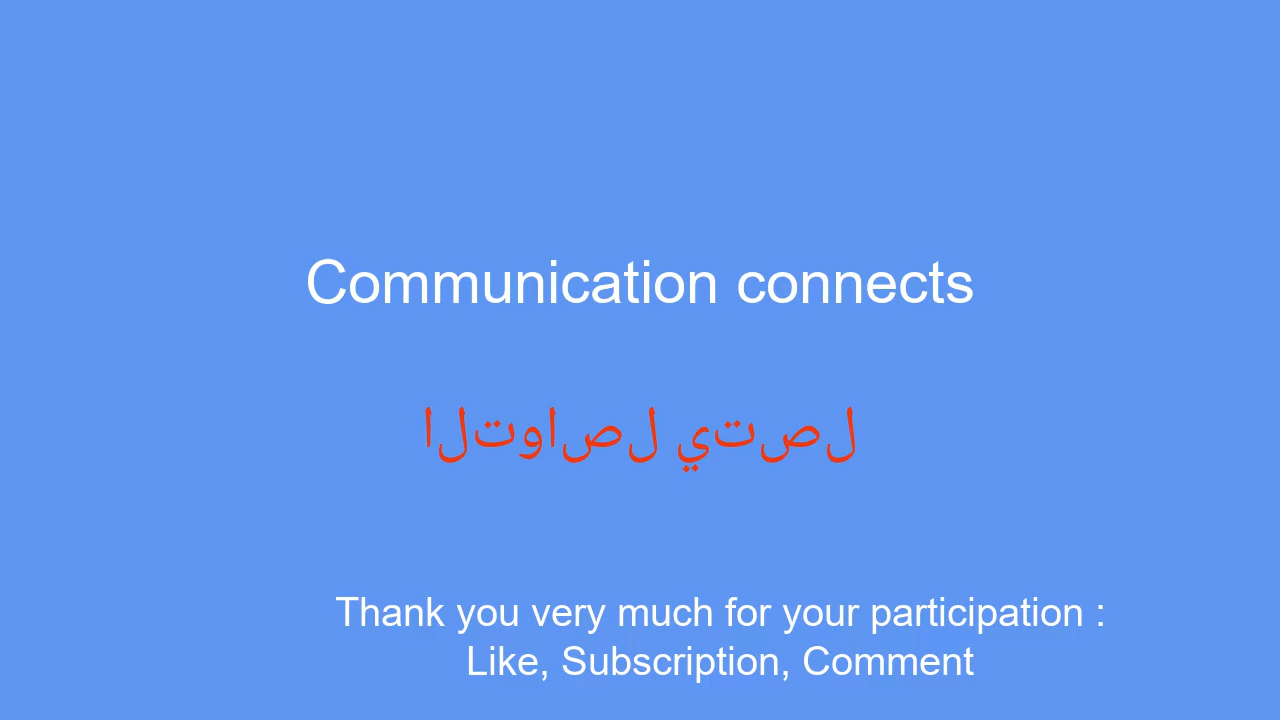 Communication connects
التواصل يتصل
Thank you very much for your participation :
Like, Subscription, Comment